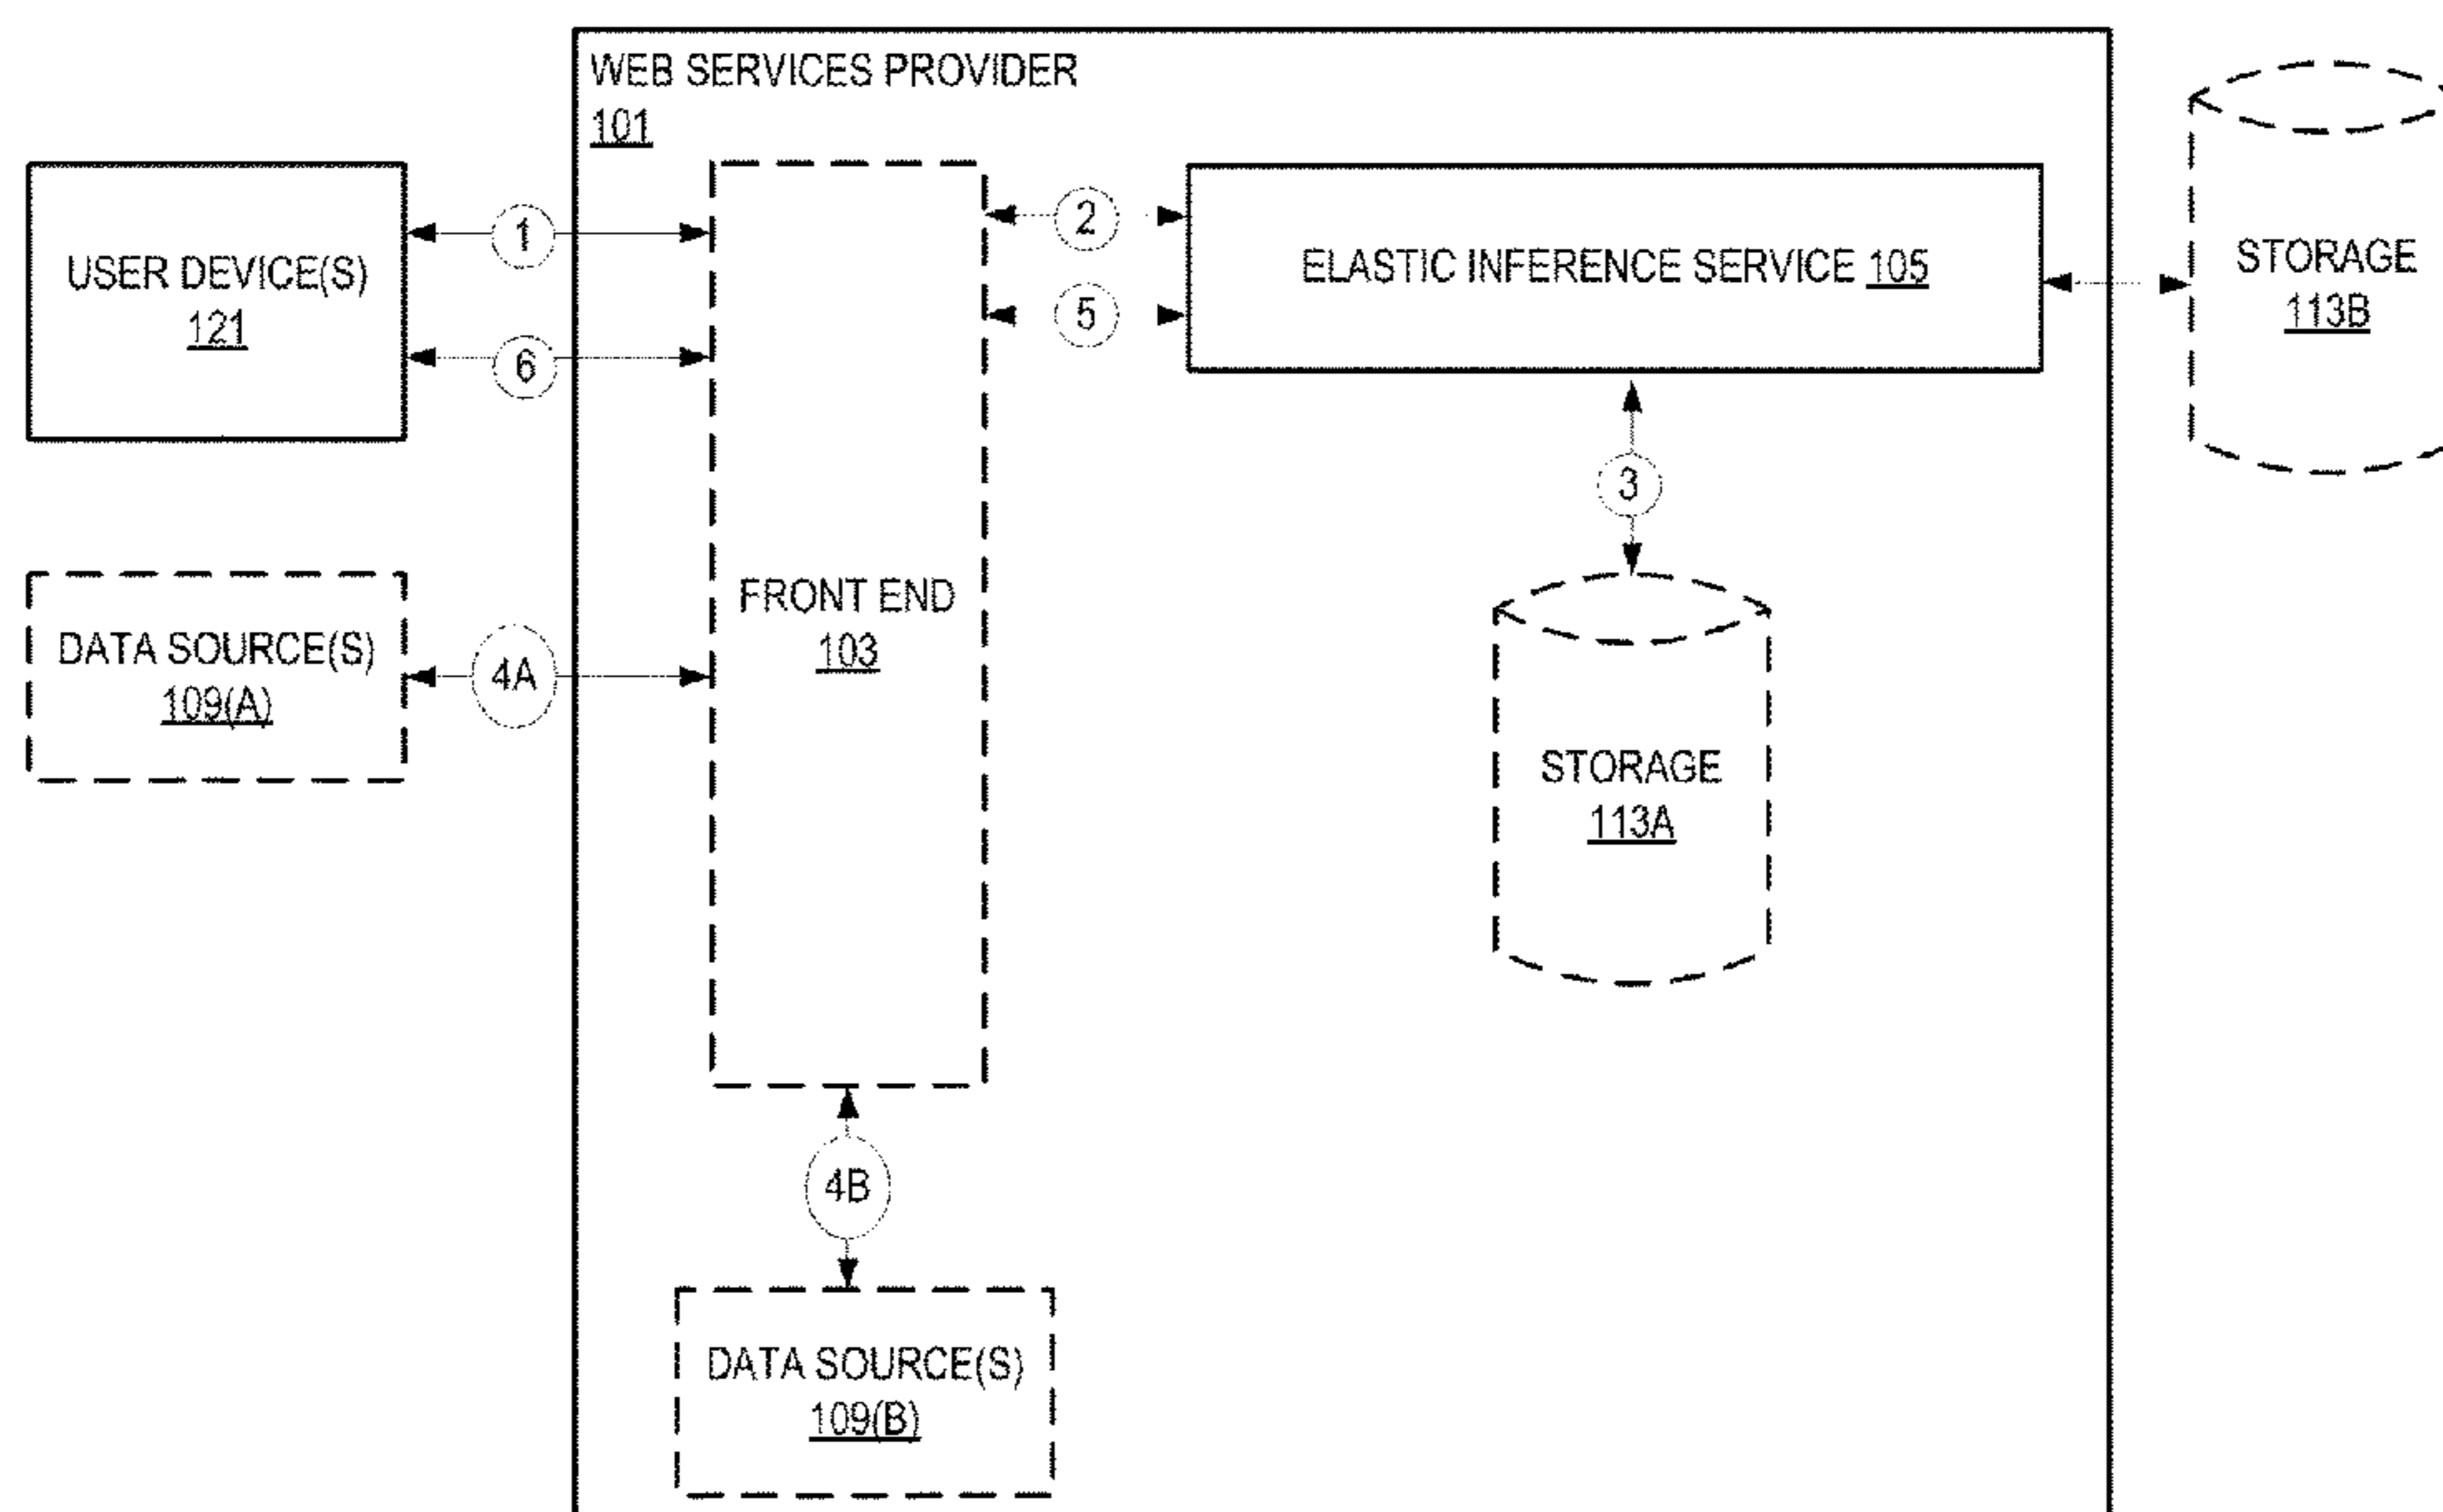 WEB SERVICES PROVIDER
101
USER DEVICE(S)
121
1
6
2
5
ELASTIC INFERENCE SERVICE 105
STORAGE
113B
3
DATA SOURCE(S)
109(A)
4A
FRONT END
103
STORAGE
113A
4B
DATA SOURCE(S)
109(B)